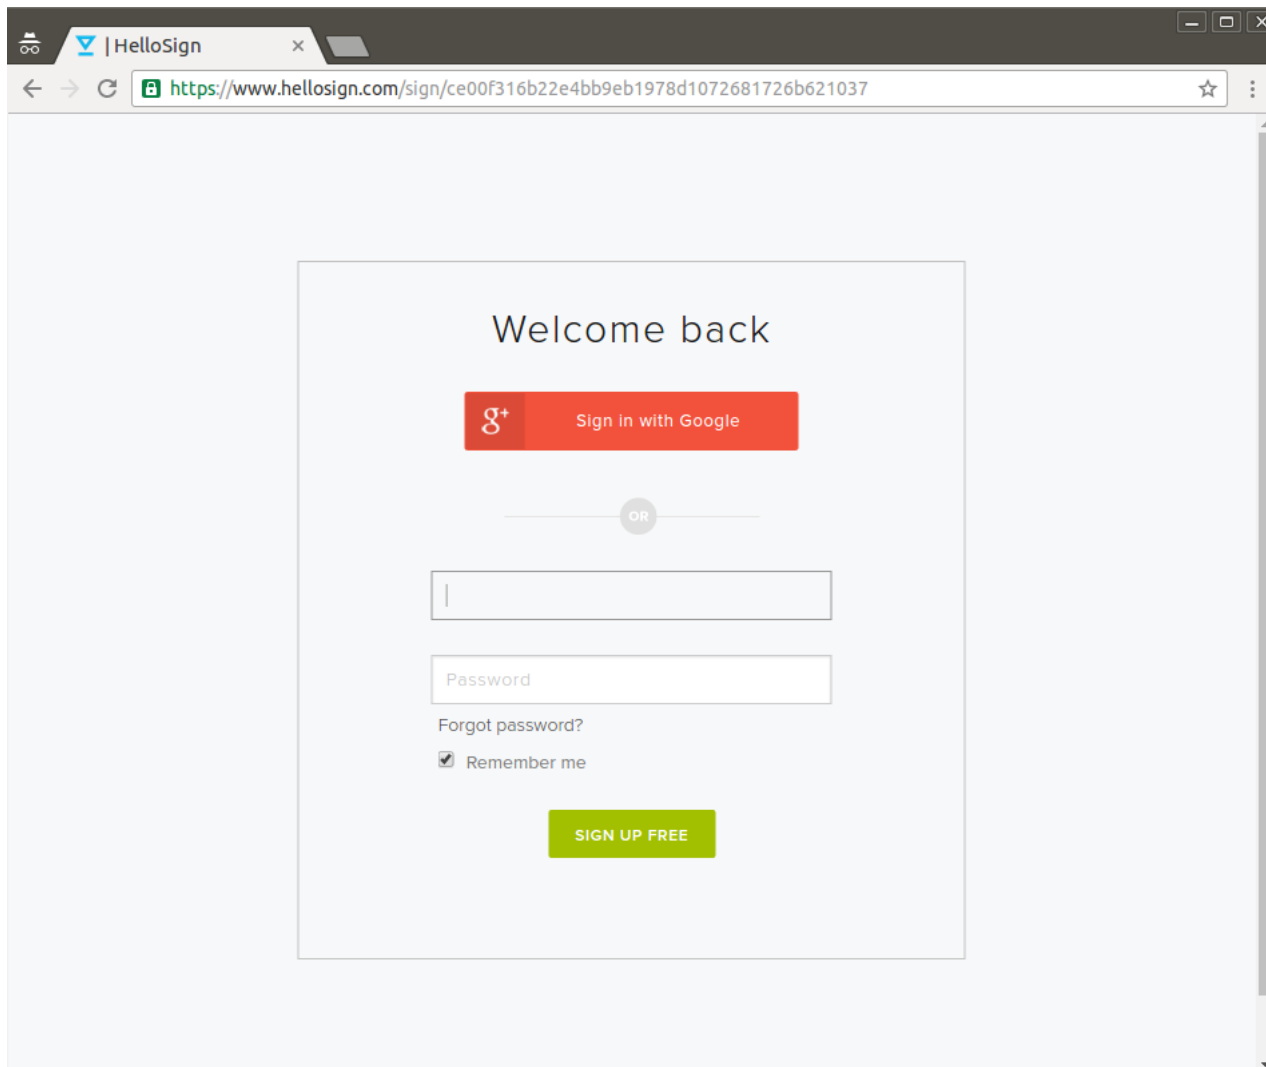 | HelloSign
https://www.hellosign.com/sign/ce00f316b22e4bb9eb1978d1072681726b621037
Welcome back
g+ Sign in with Google
OR
Password
Forgot password?
Remember me
SIGN UP FREE